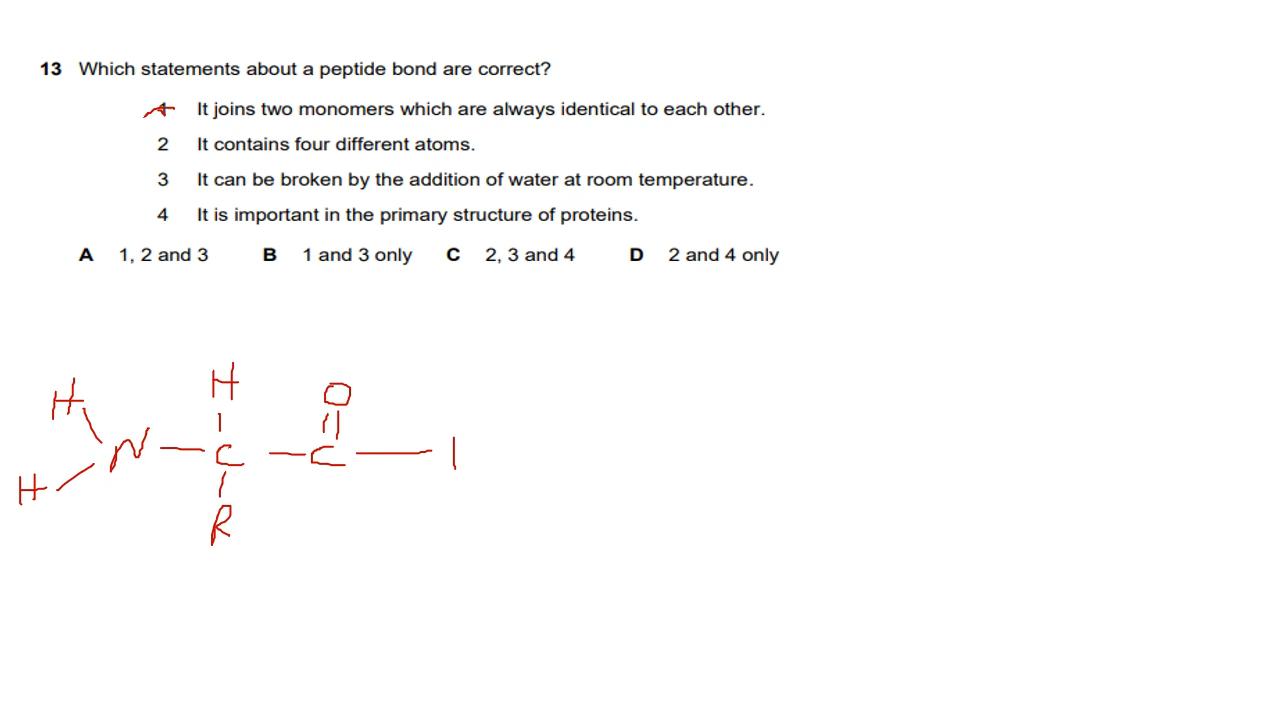 13 Which statements about a peptide bond are correct?
1 It joins two monomers which are always identical to each other.
2 It contains four different atoms.
3 It can be broken by the addition of water at room temperature.
4 It is important in the primary structure of proteins.
A 1, 2 and 3 B 1 and 3 only C 2, 3 and 4 D 2 and 4 only
H H O
N C C
H
R